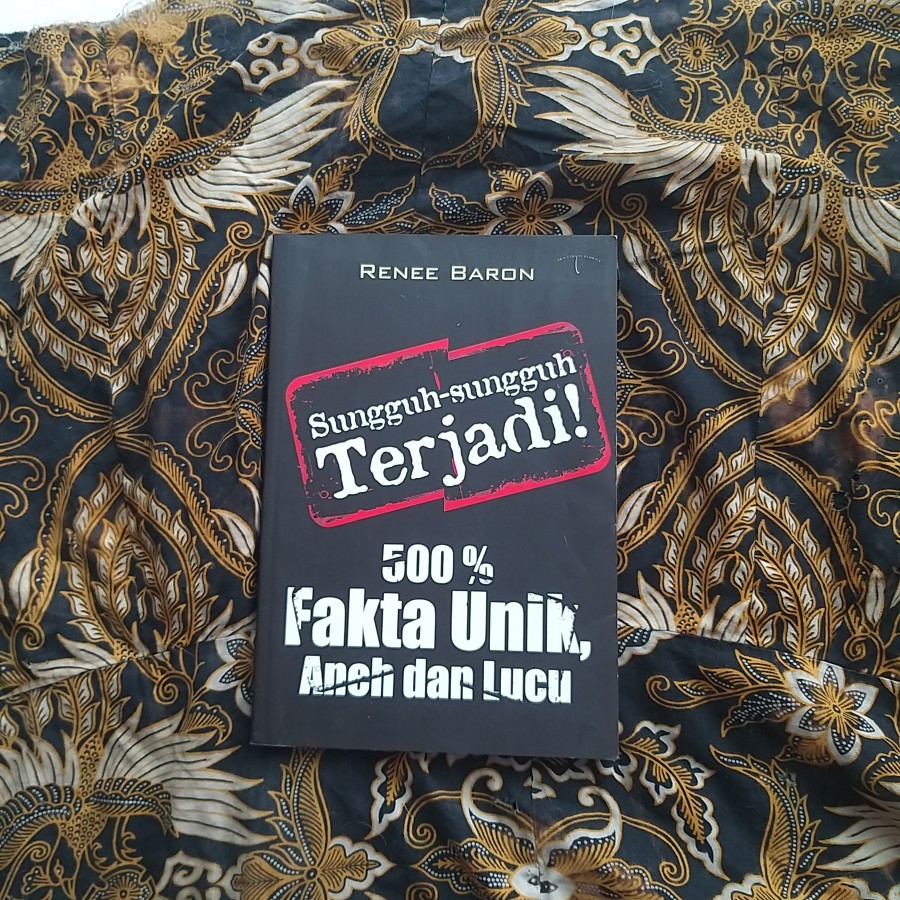 RENEE BARON
Sungguh-sungguh
Terjadi!
500 %
Fakta Unik,
Aneh dan Lucu